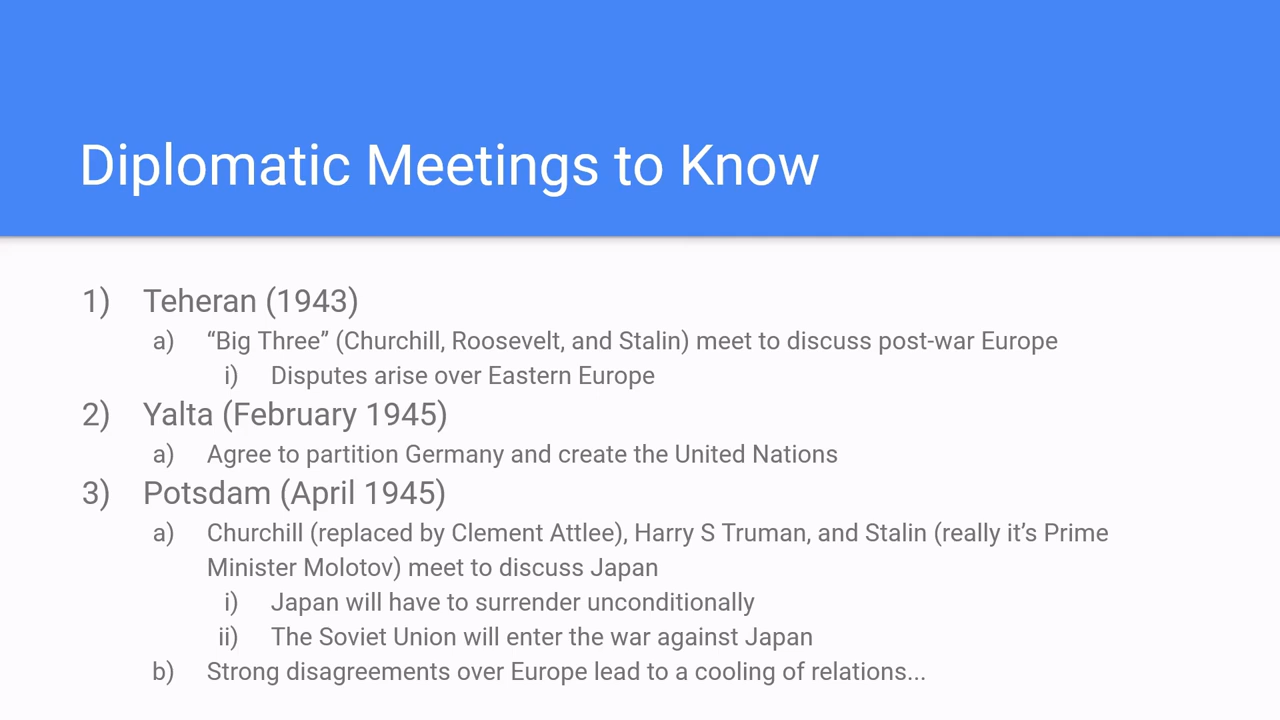 Diplomatic Meetings to Know
1) Teheran (1943)
a) “Big Three” (Churchill, Roosevelt, and Stalin) meet to discuss post-war Europe
i) Disputes arise over Eastern Europe
2) Yalta (February 1945)
a) Agree to partition Germany and create the United Nations
3) Potsdam (April 1945)
a) Churchill (replaced by Clement Attlee), Harry S Truman, and Stalin (really it’s Prime
Minister Molotov) meet to discuss Japan
i) Japan will have to surrender unconditionally
ii) The Soviet Union will enter the war against Japan
b) Strong disagreements over Europe lead to a cooling of relations...